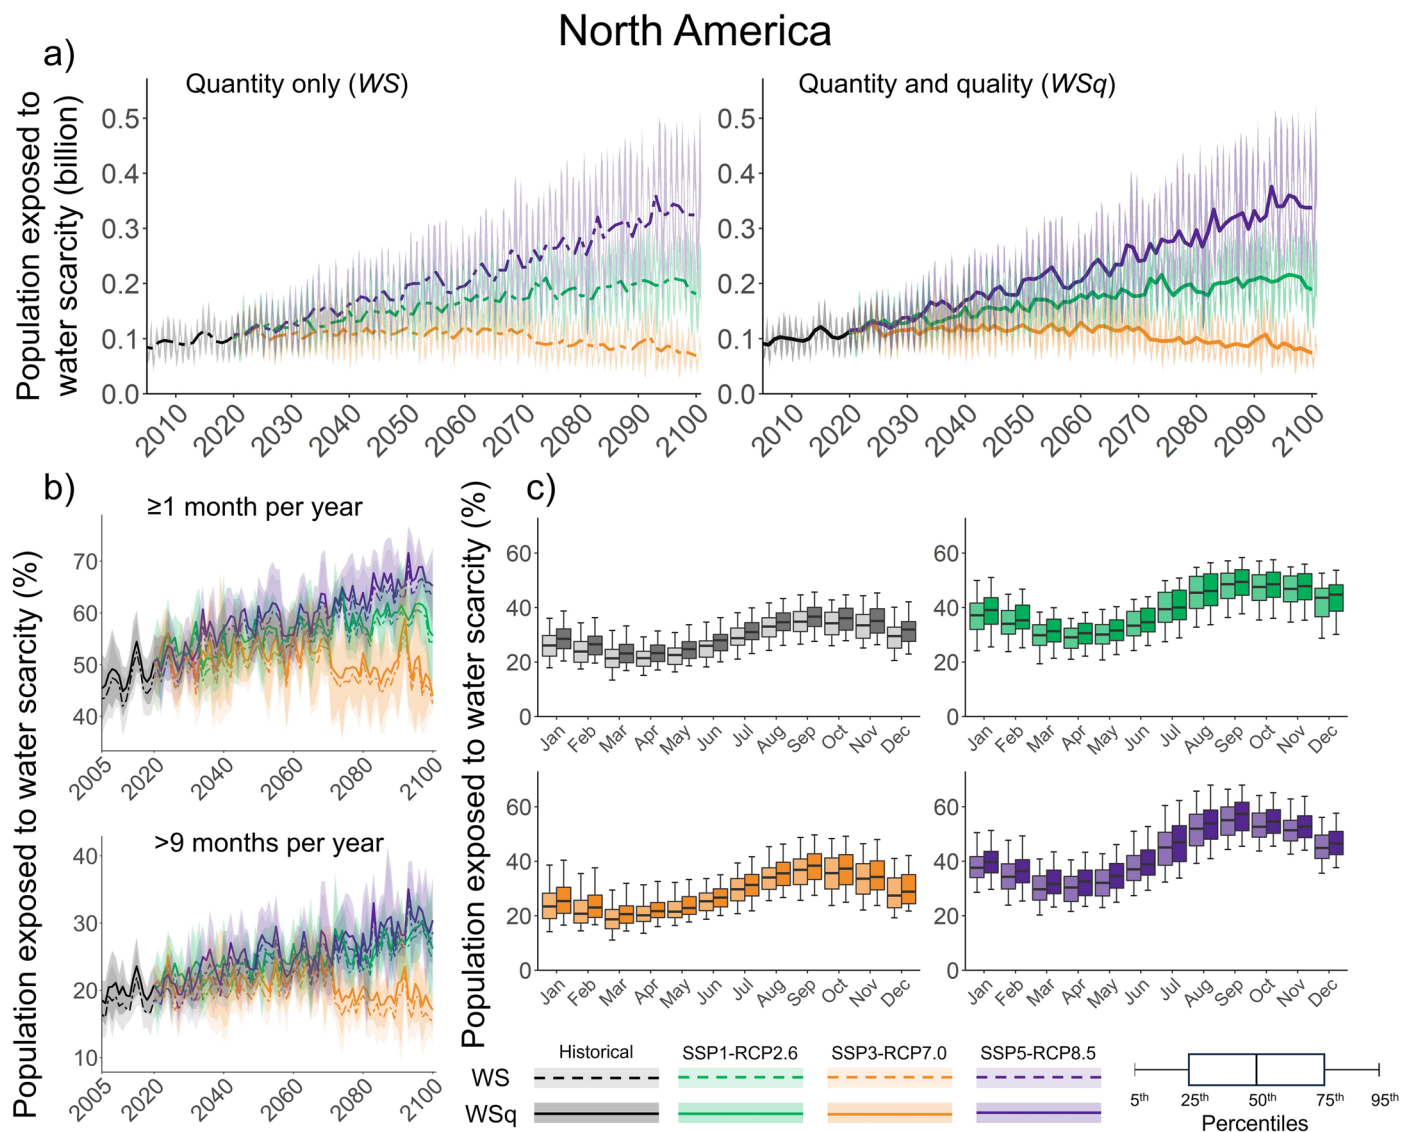 North America
a)
Quantity only (WS)
Quantity and quality (WSq)
Population exposed to
water scarcity (billion)
0.5
0.4
0.3
0.2
0.1
0.0
2010
2020
2030
2040
2050
2060
2070
2080
2090
2100
0.5
0.4
0.3
0.2
0.1
0.0
2010
2020
2030
2040
2050
2060
2070
2080
2090
2100
b)
Population exposed to water scarcity (%)
≥1 month per year
70
60
50
40
2005
2020
2040
2060
2080
2100
>9 months per year
40
30
20
10
2005
2020
2040
2060
2080
2100
c)
Population exposed to water scarcity (%)
60
40
20
0
Jan
Feb
Mar
Apr
May
Jun
Jul
Aug
Sep
Oct
Nov
Dec
60
40
20
0
Jan
Feb
Mar
Apr
May
Jun
Jul
Aug
Sep
Oct
Nov
Dec
60
40
20
0
Jan
Feb
Mar
Apr
May
Jun
Jul
Aug
Sep
Oct
Nov
Dec
60
40
20
0
Jan
Feb
Mar
Apr
May
Jun
Jul
Aug
Sep
Oct
Nov
Dec
Historical SSP1-RCP2.6 SSP3-RCP7.0 SSP5-RCP8.5
WS
WSq
5th 25th 50th 75th 95th
Percentiles